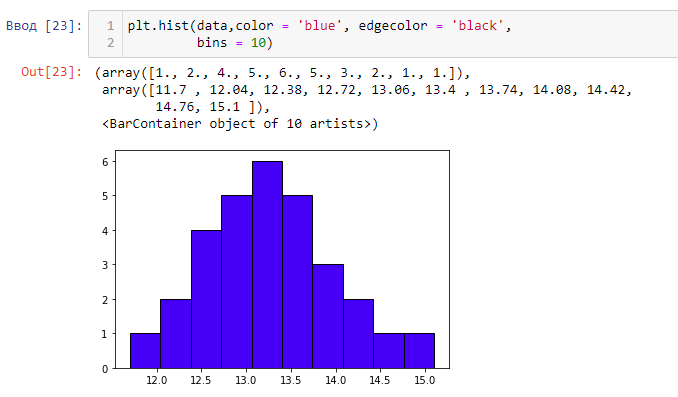 Ввод [23]: 1 plt.hist(data,color = 'blue', edgecolor = 'black',
2 bins = 10)
Out[23]: (array([1., 2., 4., 5., 6., 5., 3., 2., 1., 1.]),
array([11.7 , 12.04, 12.38, 12.72, 13.06, 13.4 , 13.74, 14.08, 14.42,
14.76, 15.1 ]),
<BarContainer object of 10 artists>)
6
5
4
3
2
1
0
12.0 12.5 13.0 13.5 14.0 14.5 15.0